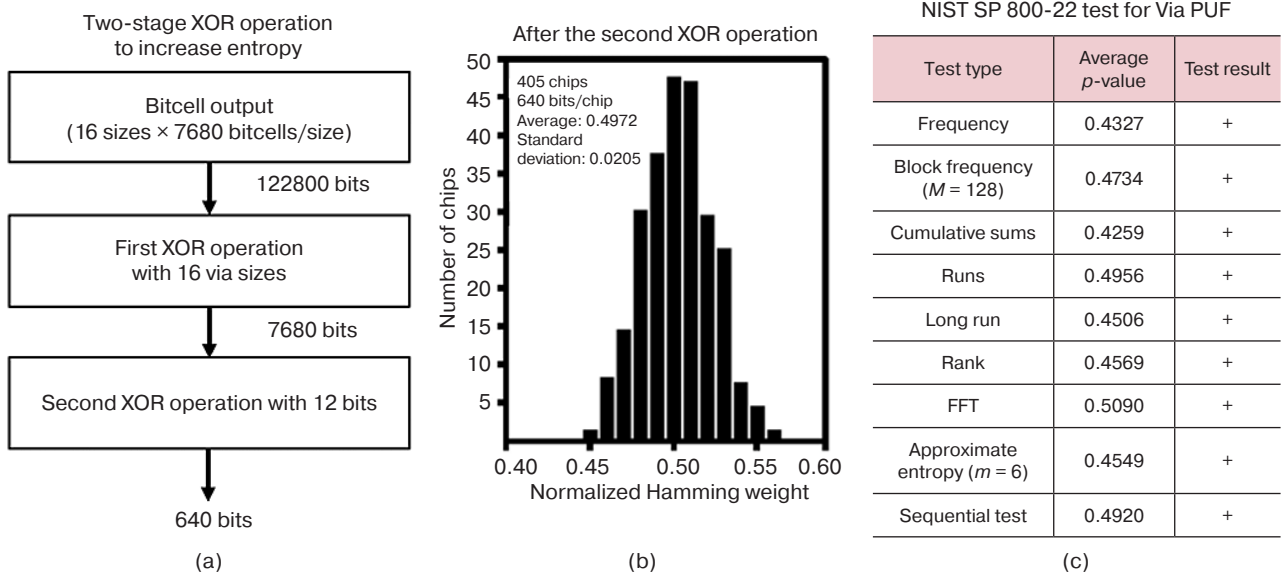 Two-stage XOR operation
to increase entropy
Bitcell output
(16 sizes × 7680 bitcells/size)
122800 bits
First XOR operation
with 16 via sizes
7680 bits
Second XOR operation with 12 bits
640 bits
(a)
After the second XOR operation
405 chips
640 bits/chip
Average: 0.4972
Standard
deviation: 0.0205
Number of chips
50
45
40
35
30
25
20
15
10
5
0.40 0.45 0.50 0.55 0.60
Normalized Hamming weight
(b)
NIST SP 800-22 test for Via PUF
Test type Average p-value Test result
Frequency 0.4327 +
Block frequency (M = 128) 0.4734 +
Cumulative sums 0.4259 +
Runs 0.4956 +
Long run 0.4506 +
Rank 0.4569 +
FFT 0.5090 +
Approximate entropy (m = 6) 0.4549 +
Sequential test 0.4920 +
(c)